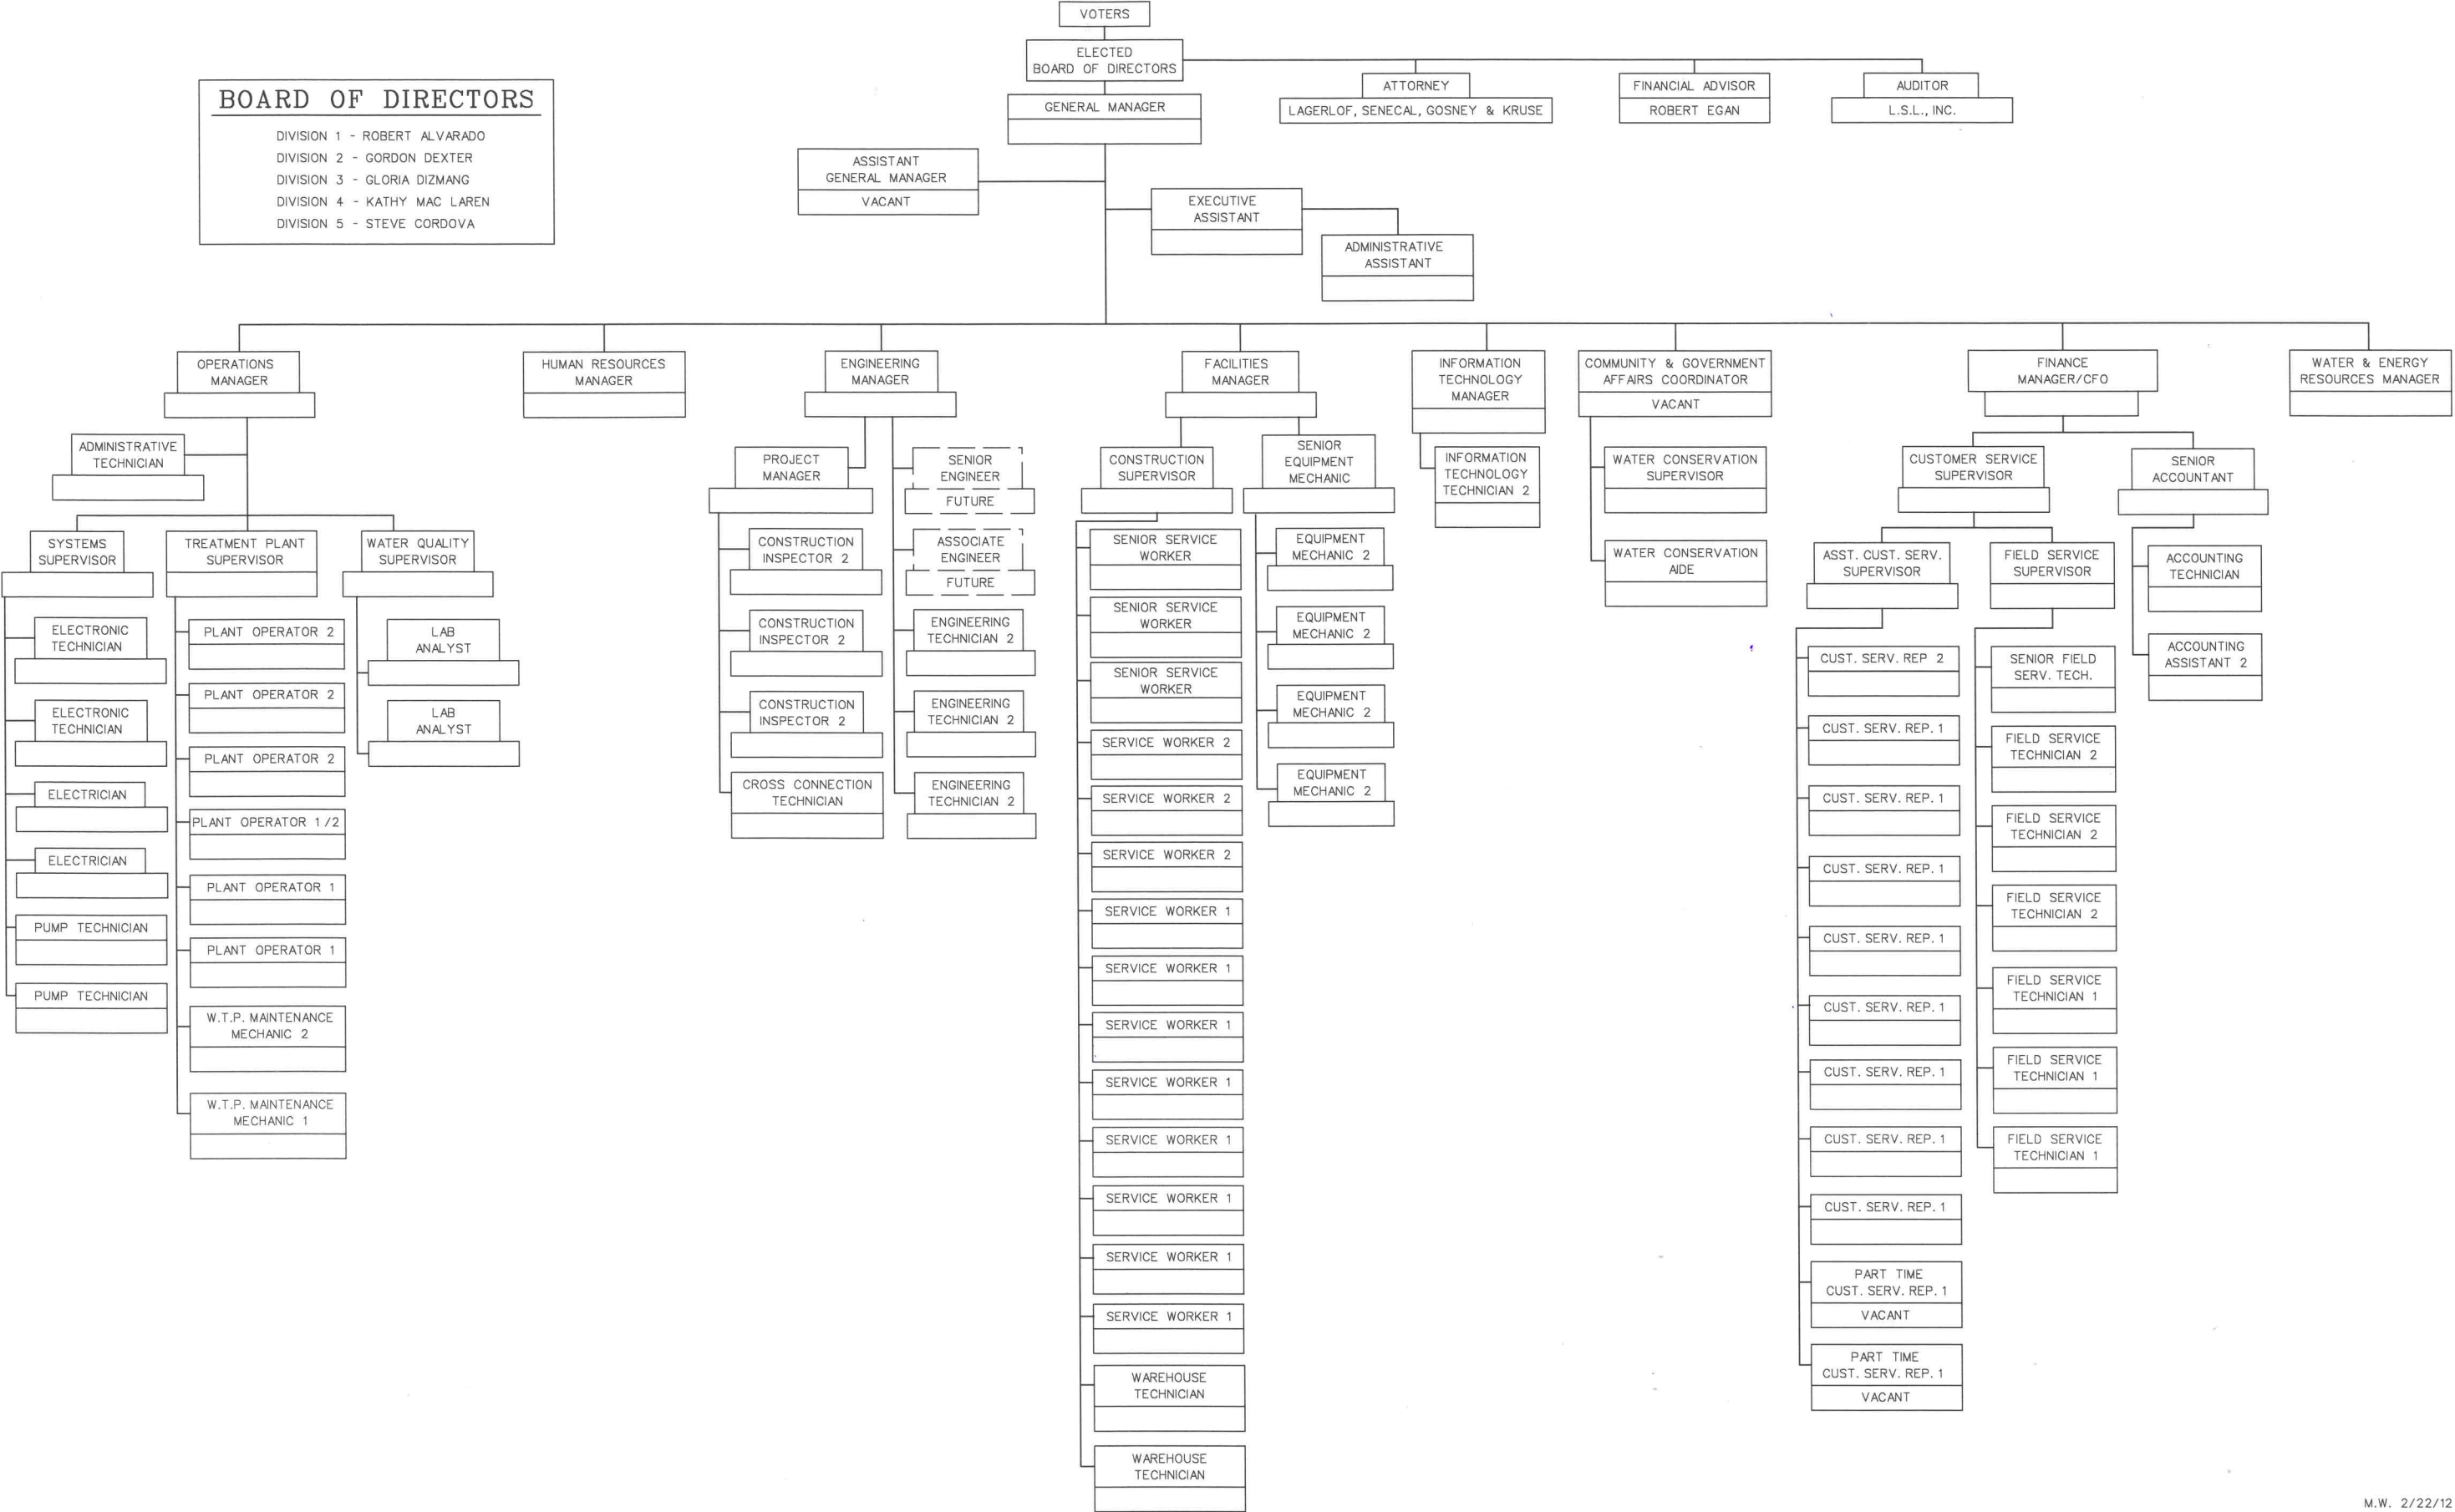 VOTERS
ELECTED
BOARD OF DIRECTORS
GENERAL MANAGER
ATTORNEY
LAGERLOF, SENECAL, GOSNEY & KRUSE
FINANCIAL ADVISOR
ROBERT EGAN
AUDITOR
L.S.L., INC.
BOARD OF DIRECTORS
DIVISION 1 - ROBERT ALVARADO
DIVISION 2 - GORDON DEXTER
DIVISION 3 - GLORIA DIZMANG
DIVISION 4 - KATHY MAC LAREN
DIVISION 5 - STEVE CORDOVA
ASSISTANT
GENERAL MANAGER
VACANT
EXECUTIVE
ASSISTANT
ADMINISTRATIVE
ASSISTANT
OPERATIONS
MANAGER
HUMAN RESOURCES
MANAGER
ENGINEERING
MANAGER
FACILITIES
MANAGER
INFORMATION
TECHNOLOGY
MANAGER
COMMUNITY & GOVERNMENT
AFFAIRS COORDINATOR
VACANT
FINANCE
MANAGER/CFO
WATER & ENERGY
RESOURCES MANAGER
ADMINISTRATIVE
TECHNICIAN
SYSTEMS
SUPERVISOR
ELECTRONIC
TECHNICIAN
ELECTRONIC
TECHNICIAN
ELECTRICIAN
ELECTRICIAN
PUMP TECHNICIAN
PUMP TECHNICIAN
TREATMENT PLANT
SUPERVISOR
PLANT OPERATOR 2
PLANT OPERATOR 2
PLANT OPERATOR 2
PLANT OPERATOR 1/2
PLANT OPERATOR 1
PLANT OPERATOR 1
W.T.P. MAINTENANCE
MECHANIC 2
W.T.P. MAINTENANCE
MECHANIC 1
WATER QUALITY
SUPERVISOR
LAB
ANALYST
LAB
ANALYST
PROJECT
MANAGER
CONSTRUCTION
INSPECTOR 2
CONSTRUCTION
INSPECTOR 2
CONSTRUCTION
INSPECTOR 2
CROSS CONNECTION
TECHNICIAN
SENIOR
ENGINEER
FUTURE
ASSOCIATE
ENGINEER
FUTURE
ENGINEERING
TECHNICIAN 2
ENGINEERING
TECHNICIAN 2
ENGINEERING
TECHNICIAN 2
CONSTRUCTION
SUPERVISOR
SENIOR SERVICE
WORKER
SENIOR SERVICE
WORKER
SENIOR SERVICE
WORKER
SERVICE WORKER 2
SERVICE WORKER 2
SERVICE WORKER 2
SERVICE WORKER 1
SERVICE WORKER 1
SERVICE WORKER 1
SERVICE WORKER 1
SERVICE WORKER 1
SERVICE WORKER 1
SERVICE WORKER 1
SERVICE WORKER 1
WAREHOUSE
TECHNICIAN
WAREHOUSE
TECHNICIAN
SENIOR
EQUIPMENT
MECHANIC
EQUIPMENT
MECHANIC 2
EQUIPMENT
MECHANIC 2
EQUIPMENT
MECHANIC 2
EQUIPMENT
MECHANIC 2
INFORMATION
TECHNOLOGY
TECHNICIAN 2
WATER CONSERVATION
SUPERVISOR
WATER CONSERVATION
AIDE
CUSTOMER SERVICE
SUPERVISOR
ASST. CUST. SERV.
SUPERVISOR
CUST. SERV. REP 2
CUST. SERV. REP. 1
CUST. SERV. REP. 1
CUST. SERV. REP. 1
CUST. SERV. REP. 1
CUST. SERV. REP. 1
CUST. SERV. REP. 1
CUST. SERV. REP. 1
CUST. SERV. REP. 1
PART TIME
CUST. SERV. REP. 1
VACANT
PART TIME
CUST. SERV. REP. 1
VACANT
FIELD SERVICE
SUPERVISOR
SENIOR FIELD
SERV. TECH.
FIELD SERVICE
TECHNICIAN 2
FIELD SERVICE
TECHNICIAN 2
FIELD SERVICE
TECHNICIAN 2
FIELD SERVICE
TECHNICIAN 1
FIELD SERVICE
TECHNICIAN 1
FIELD SERVICE
TECHNICIAN 1
SENIOR
ACCOUNTANT
ACCOUNTING
TECHNICIAN
ACCOUNTING
ASSISTANT 2
M.W. 2/22/12